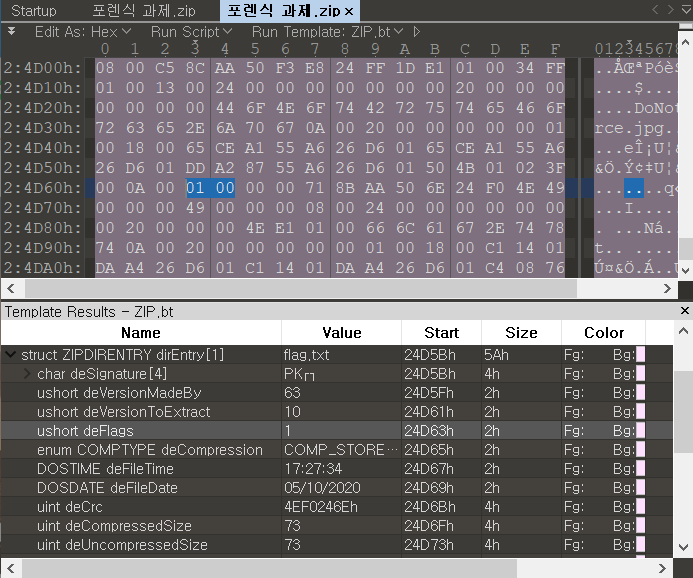 Startup 포렌식 과제.zip 포렌식 과제.zip ×
Edit As: Hex Run Script Run Template: ZIP.bt
0 1 2 3 4 5 6 7 8 9 A B C D E F 012345678
2:4D00h: 08 00 C5 8C AA 50 F3 E8 24 FF 1D E1 01 00 34 FF ..ÅŒªPóè$
2:4D10h: 01 00 13 00 24 00 00 00 00 00 00 00 20 00 00 00 ....$....
2:4D20h: 00 00 00 00 44 6F 4E 6F 74 42 72 75 74 65 46 6F ....DoNot
2:4D30h: 72 63 65 2E 6A 70 67 0A 00 20 00 00 00 00 00 01 rce.jpg..
2:4D40h: 00 18 00 65 CE A1 55 A6 26 D6 01 65 CE A1 55 A6 ...eÎ¡U¦&
2:4D50h: 26 D6 01 DD A2 87 55 A6 26 D6 01 50 4B 01 02 3F &Ö.Ý¢‡U¦&
2:4D60h: 00 0A 00 01 00 00 00 71 8B AA 50 6E 24 F0 4E 49 .......q‹
2:4D70h: 00 00 00 49 00 00 00 08 00 24 00 00 00 00 00 00 ...I.....
2:4D80h: 00 20 00 00 00 4E E1 01 00 66 6C 61 67 2E 74 78 . ...Ná..
2:4D90h: 74 0A 00 20 00 00 00 00 00 01 00 18 00 C1 14 01 t.. .....
2:4DA0h: DA A4 26 D6 01 C1 14 01 DA A4 26 D6 01 C4 08 76 Ú¤&Ö.Á..Ú
Template Results - ZIP.bt ×
Name Value Start Size Color
struct ZIPDIRENTRY dirEntry[1] flag.txt 24D5Bh 5Ah Fg: Bg:
char deSignature[4] PK┌┐ 24D5Bh 4h Fg: Bg:
ushort deVersionMadeBy 63 24D5Fh 2h Fg: Bg:
ushort deVersionToExtract 10 24D61h 2h Fg: Bg:
ushort deFlags 1 24D63h 2h Fg: Bg:
enum COMPTYPE deCompression COMP_STORE... 24D65h 2h Fg: Bg:
DOSTIME deFileTime 17:27:34 24D67h 2h Fg: Bg:
DOSDATE deFileDate 05/10/2020 24D69h 2h Fg: Bg:
uint deCrc 4EF0246Eh 24D6Bh 4h Fg: Bg:
uint deCompressedSize 73 24D6Fh 4h Fg: Bg:
uint deUncompressedSize 73 24D73h 4h Fg: Bg: